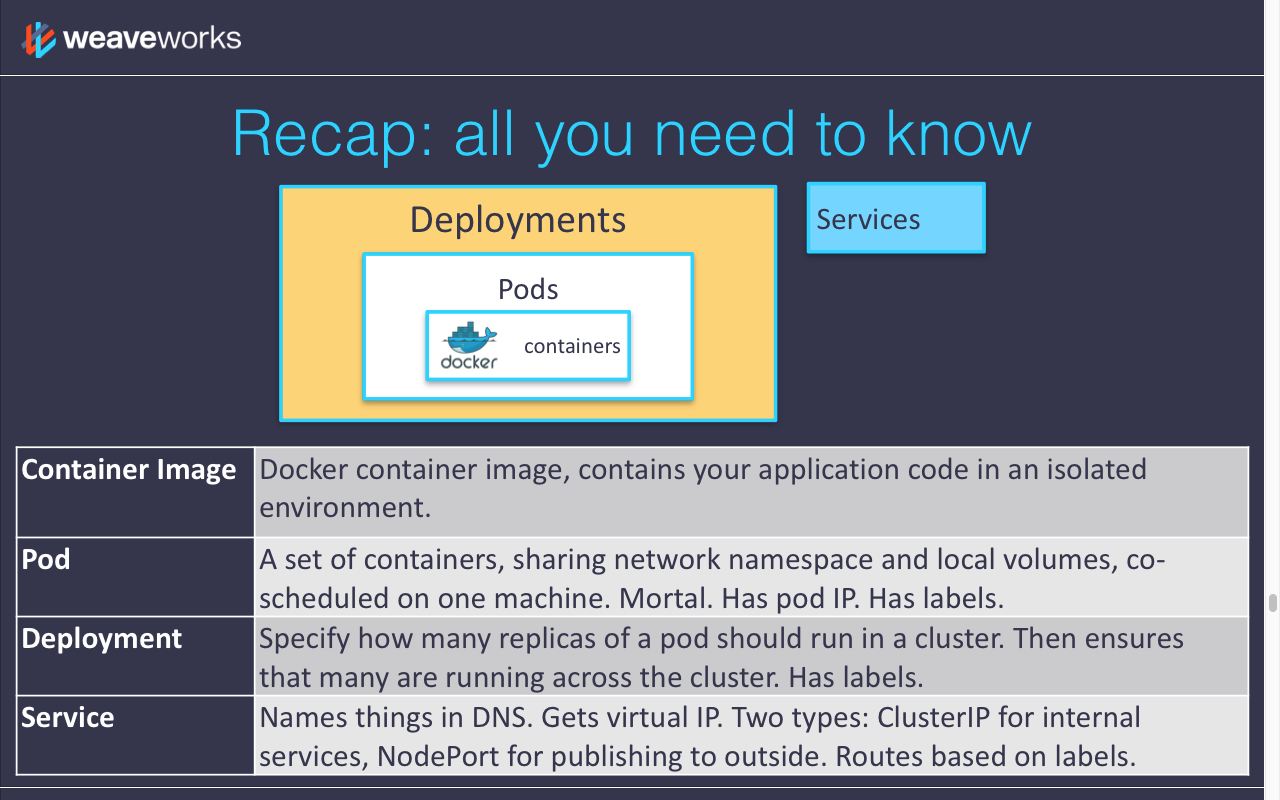 weaveworks
Recap: all you need to know
Deployments
Services
Pods
docker
containers
Container Image
Docker container image, contains your application code in an isolated
environment.
Pod
A set of containers, sharing network namespace and local volumes, co-
scheduled on one machine. Mortal. Has pod IP. Has labels.
Deployment
Specify how many replicas of a pod should run in a cluster. Then ensures
that many are running across the cluster. Has labels.
Service
Names things in DNS. Gets virtual IP. Two types: ClusterIP for internal
services, NodePort for publishing to outside. Routes based on labels.